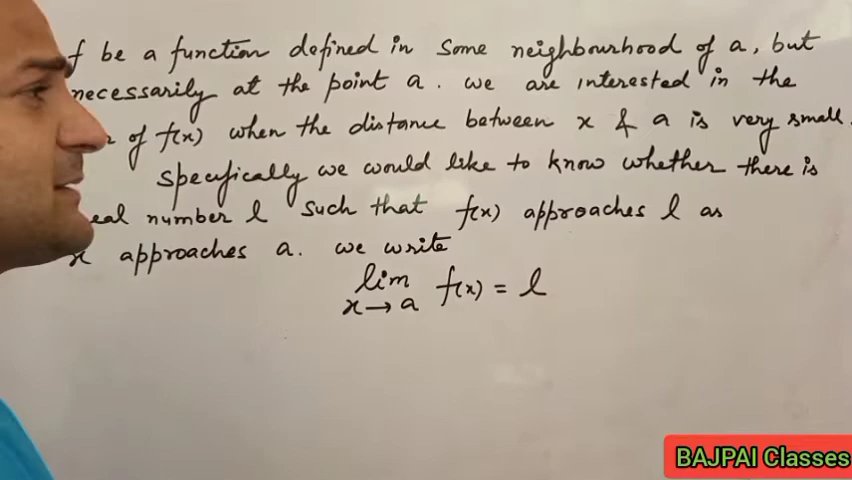 f be a function defined in some neighbourhood of a, but
necessarily at the point a. we are interested in the
of f(x) when the distance between x & a is very small.
Specifically we would like to know whether there is
real number l such that f(x) approaches l as
x approaches a. we write
lim f(x) = l
x→a
BAJPAI Classes